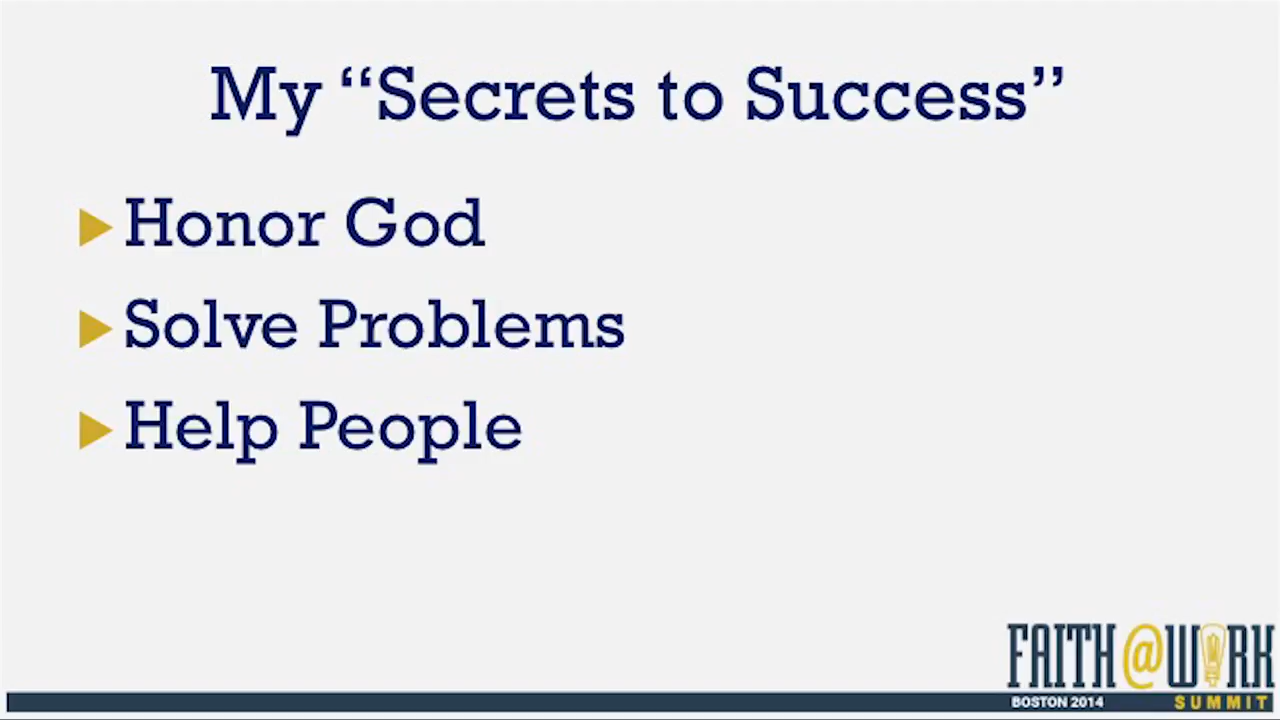 My “Secrets to Success”
Honor God
Solve Problems
Help People
FAITH@WORK
BOSTON 2014 SUMMIT